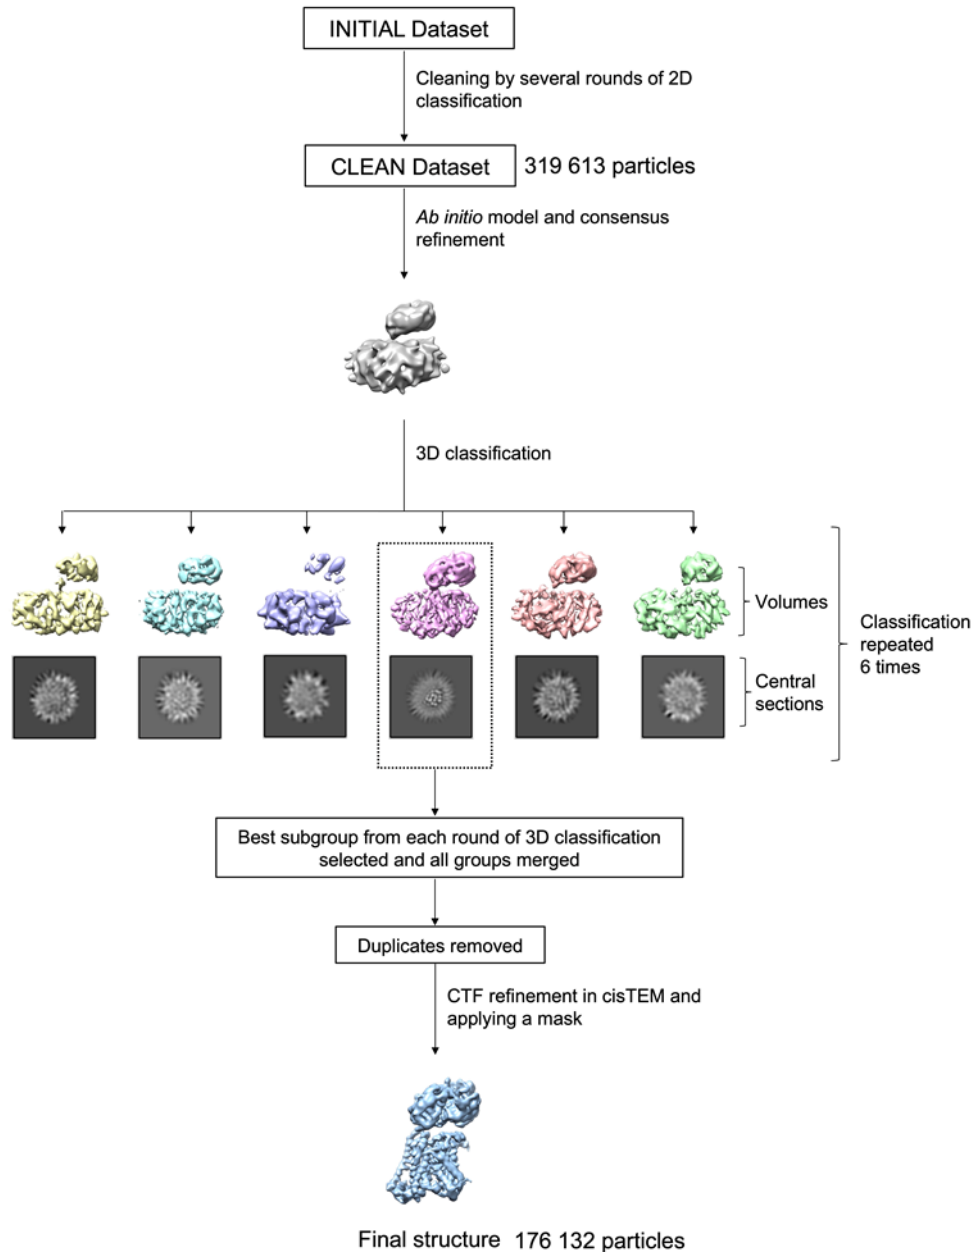 INITIAL Dataset
Cleaning by several rounds of 2D
classification
CLEAN Dataset
319 613 particles
Ab initio model and consensus
refinement
3D classification
Volumes
Central
sections
Classification
repeated
6 times
Best subgroup from each round of 3D classification
selected and all groups merged
Duplicates removed
CTF refinement in cisTEM and
applying a mask
Final structure 176 132 particles